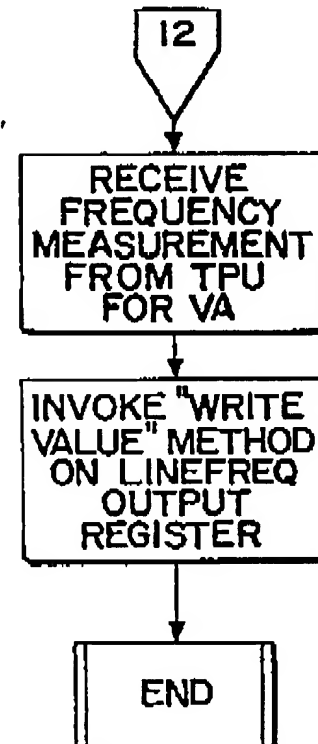 12
RECEIVE
FREQUENCY
MEASUREMENT
FROM TPU
FOR VA
INVOKE "WRITE
VALUE" METHOD
ON LINEFREQ
OUTPUT
REGISTER
END